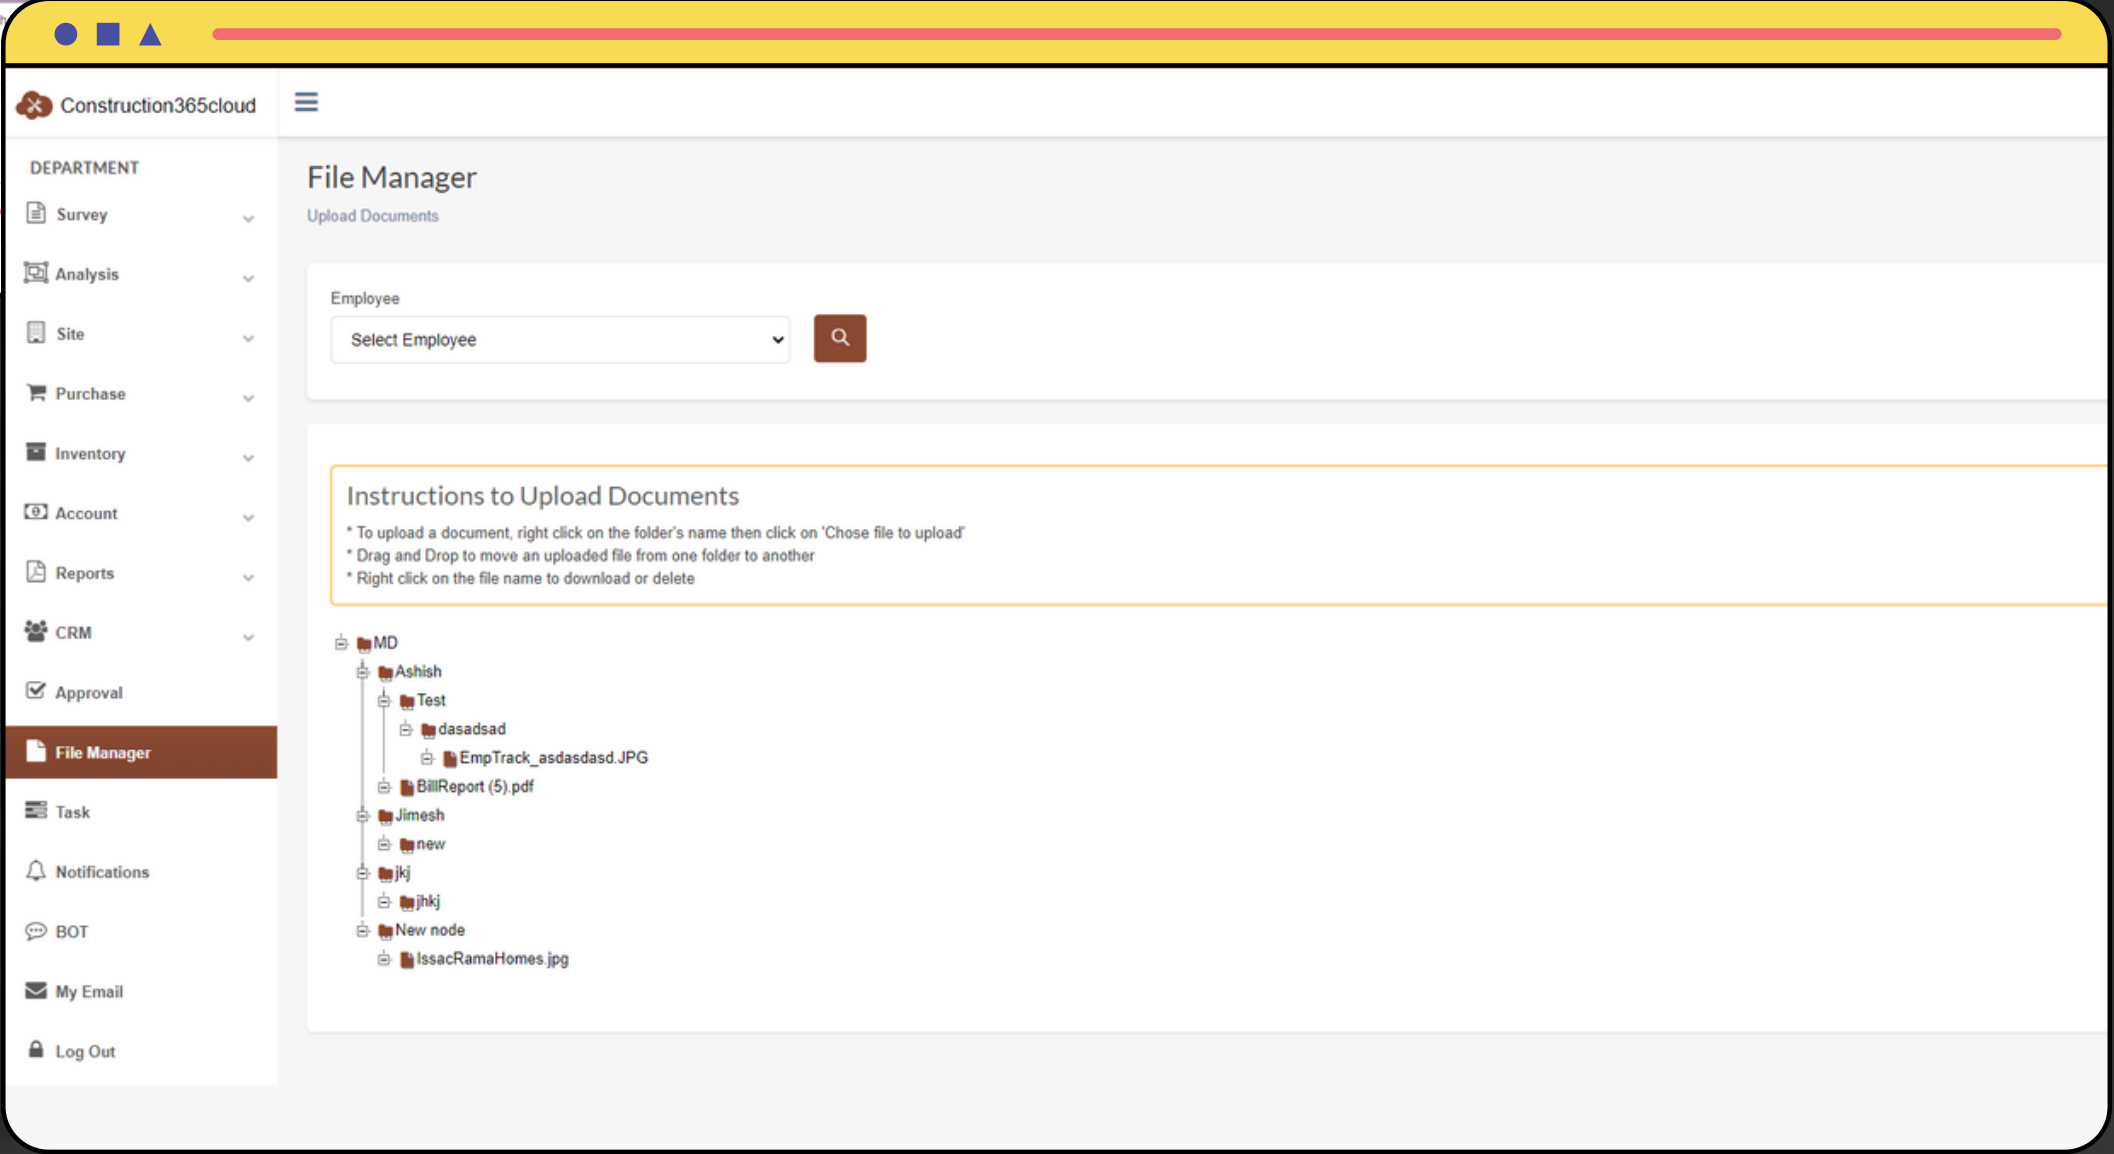 Construction365cloud
DEPARTMENT
Survey
Analysis
Site
Purchase
Inventory
Account
Reports
CRM
Approval
File Manager
Task
Notifications
BOT
My Email
Log Out
File Manager
Upload Documents
Employee
Select Employee
Instructions to Upload Documents
* To upload a document, right click on the folder's name then click on 'Chose file to upload'
* Drag and Drop to move an uploaded file from one folder to another
* Right click on the file name to download or delete
MD
Ashish
Test
dasadsad
EmpTrack_asdasdasd.JPG
BillReport (5).pdf
Jimesh
new
jkj
jhkj
New node
IssacRamaHomes.jpg